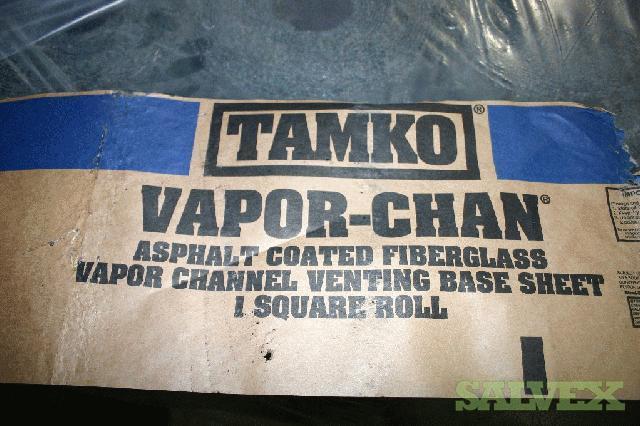 TAMKO®
VAPOR-CHAN®
ASPHALT COATED FIBERGLASS
VAPOR CHANNEL VENTING BASE SHEET
1 SQUARE ROLL
SALVEX